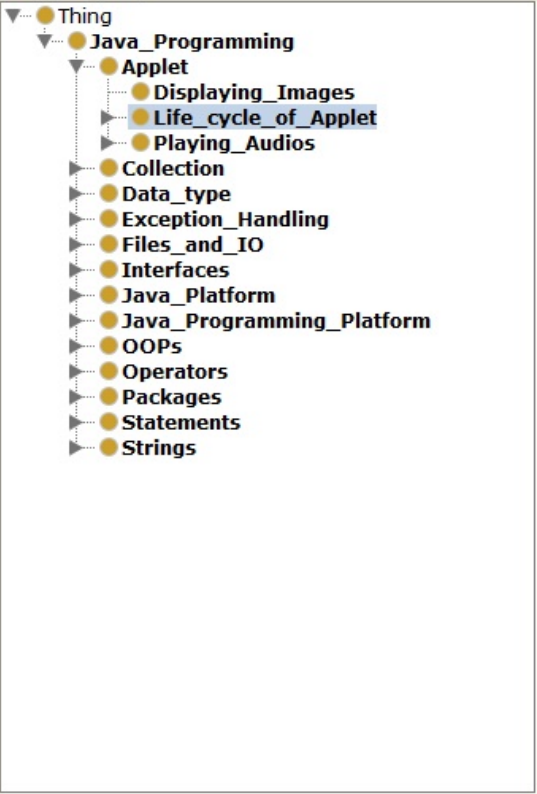 Thing
Java_Programming
Applet
Displaying_Images
Life_cycle_of_Applet
Playing_Audios
Collection
Data_type
Exception_Handling
Files_and_IO
Interfaces
Java_Platform
Java_Programming_Platform
OOPs
Operators
Packages
Statements
Strings